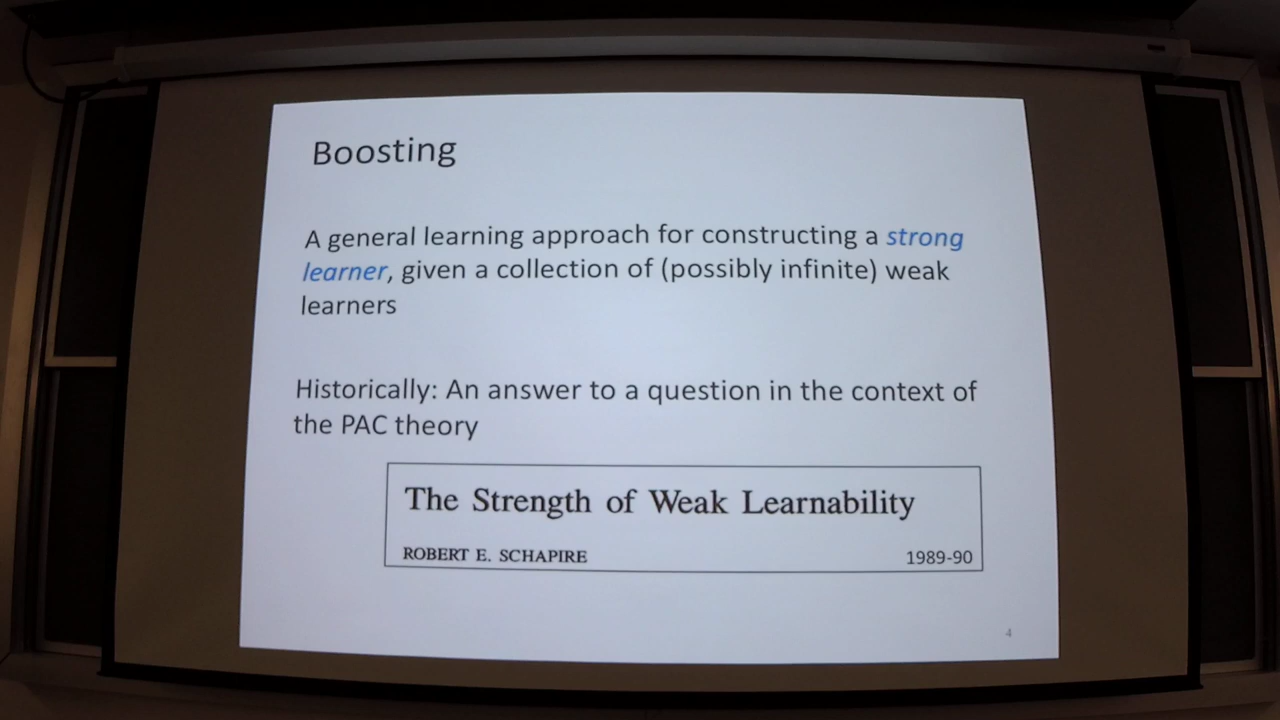 Boosting
A general learning approach for constructing a strong
learner, given a collection of (possibly infinite) weak
learners
Historically: An answer to a question in the context of
the PAC theory
The Strength of Weak Learnability
ROBERT E. SCHAPIRE 1989-90
4